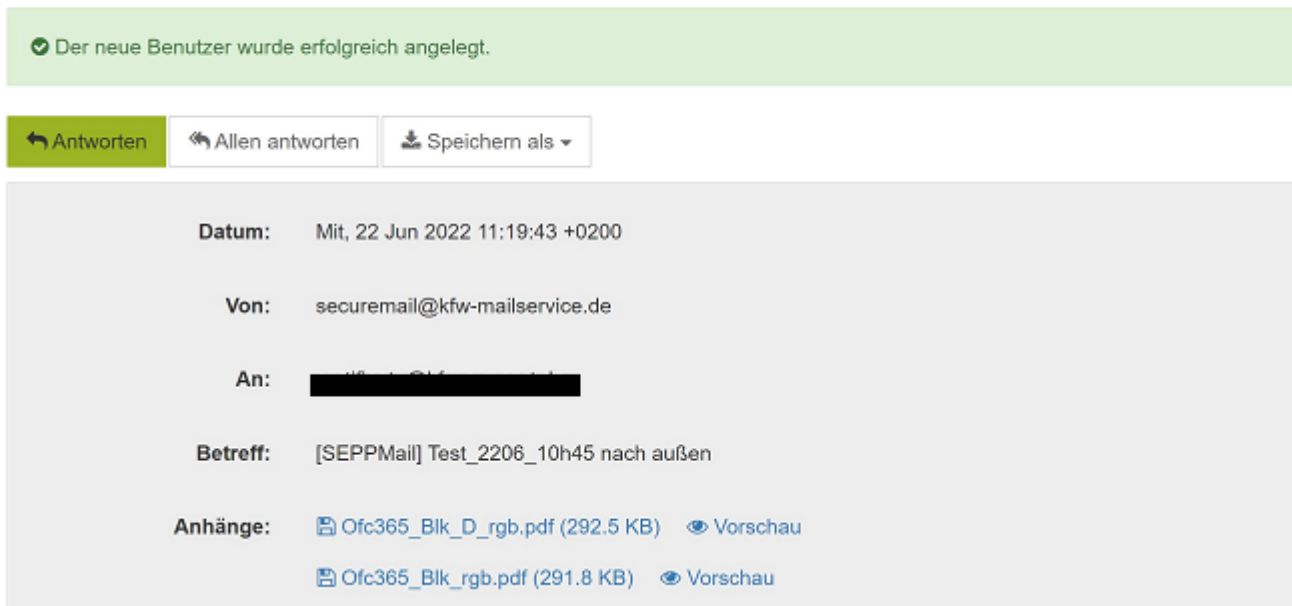 Der neue Benutzer wurde erfolgreich angelegt.
Antworten Allen antworten Speichern als
Datum: Mit, 22 Jun 2022 11:19:43 +0200
Von: securemail@kfw-mailservice.de
An:
Betreff: [SEPPMail] Test_2206_10h45 nach außen
Anhänge: Ofc365_Blk_D_rgb.pdf (292.5 KB) Vorschau
Ofc365_Blk_rgb.pdf (291.8 KB) Vorschau